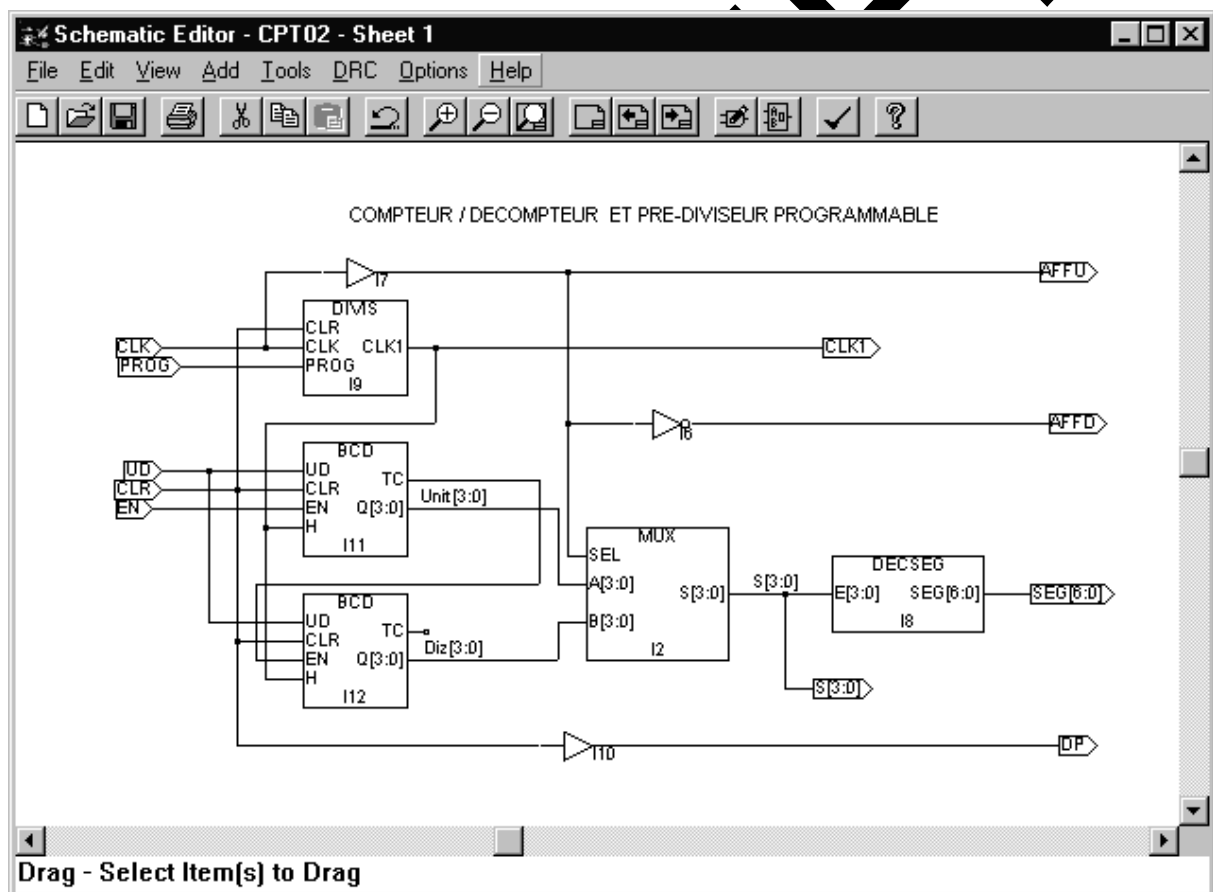 Schematic Editor - CPT02 - Sheet 1
File Edit View Add Tools DRC Options Help
COMPTEUR / DECOMPTEUR ET PRE-DIVISEUR PROGRAMMABLE
I7
AFFU
DIVIS
CLR
CLK
CLK CLK1
CLK1
PROG
PROG
I9
I6
AFFD
BCD
UD
UD
TC
CLR
CLR
Unit[3:0]
EN
EN Q[3:0]
H
I11
MUX
SEL
A[3:0]
S[3:0]
B[3:0]
I2
S[3:0]
DECSEG
E[3:0] SEG[6:0]
I8
SEG[6:0]
BCD
UD
TC
CLR
Diz[3:0]
EN Q[3:0]
H
I12
S[3:0]
I10
DP
Drag - Select Item(s) to Drag